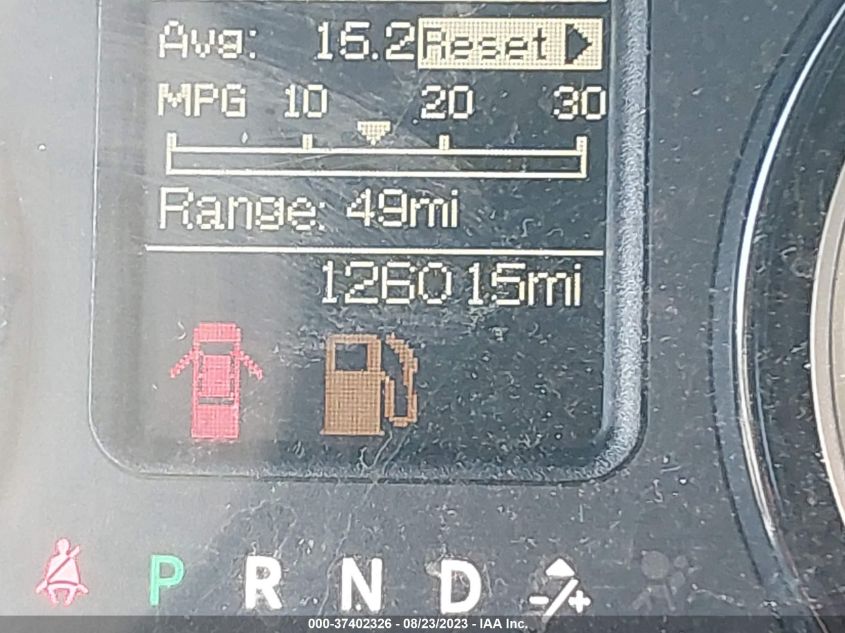 Avg: 15.2 Reset
MPG 10 20 30
Range: 49mi
126015mi
P R N D -/+
000-37402326 - 08/23/2023 - IAA Inc.